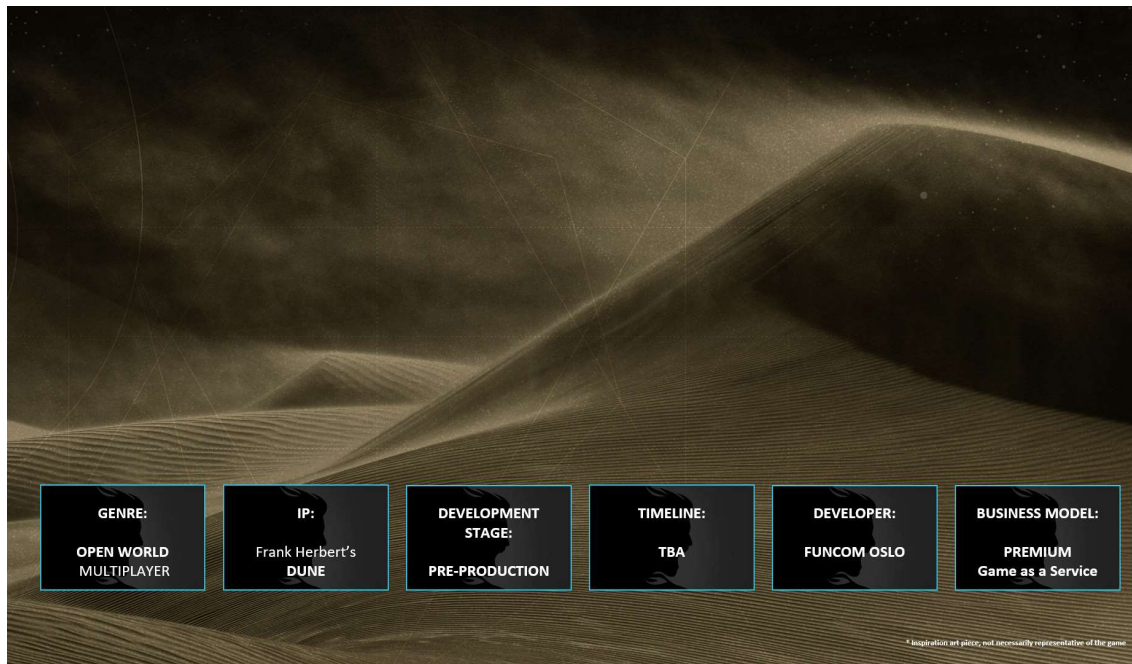 GENRE:
OPEN WORLD
MULTIPLAYER
IP:
Frank Herbert's
DUNE
DEVELOPMENT
STAGE:
PRE-PRODUCTION
TIMELINE:
TBA
DEVELOPER:
FUNCOM OSLO
BUSINESS MODEL:
PREMIUM
Game as a Service
* Inspiration art piece, not necessarily representative of the game